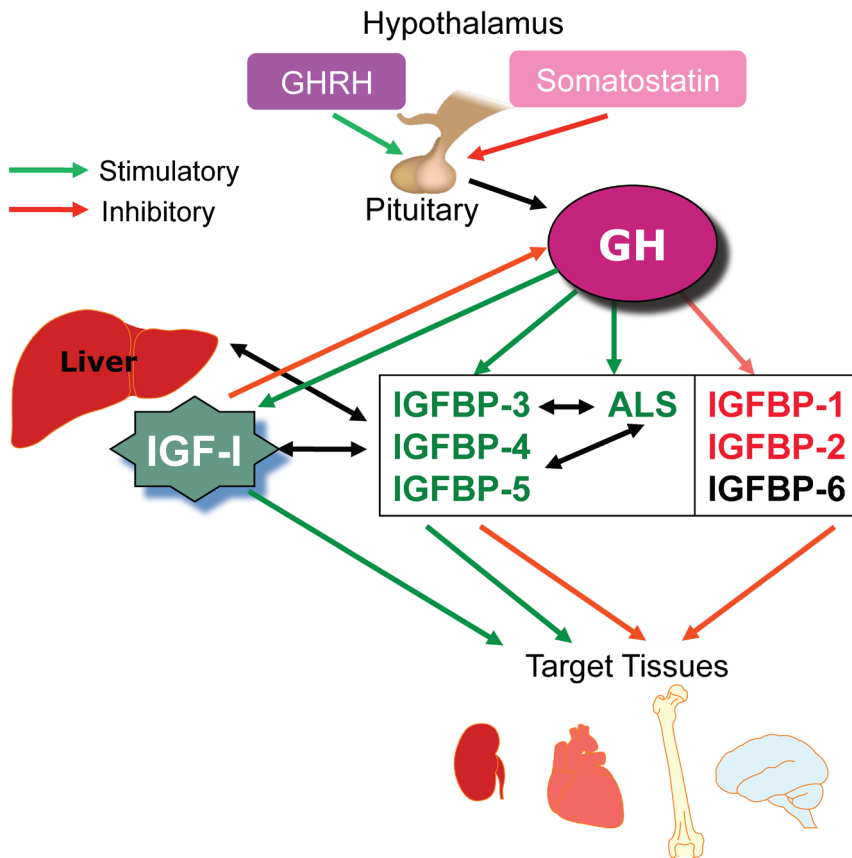 Hypothalamus
GHRH
Somatostatin
Stimulatory
Inhibitory
Pituitary
GH
Liver
IGF-I
IGFBP-3
ALS
IGFBP-4
IGFBP-5
IGFBP-1
IGFBP-2
IGFBP-6
Target Tissues